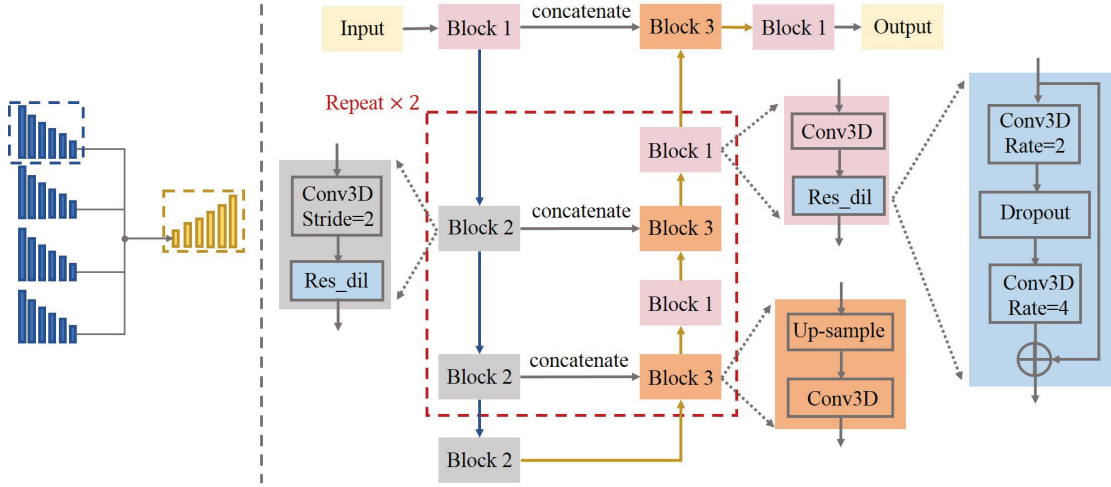 Input
Block 1
concatenate
Block 3
Block 1
Output
Repeat × 2
Block 1
Conv3D
Res_dil
Conv3D
Rate=2
Dropout
Conv3D
Rate=4
Conv3D
Stride=2
Res_dil
Block 2
concatenate
Block 3
Block 1
Up-sample
Conv3D
Block 2
concatenate
Block 3
Block 2